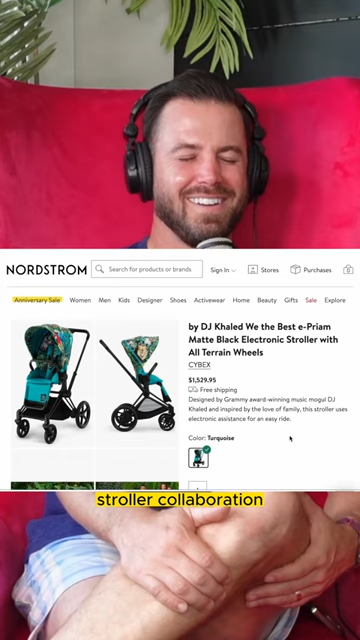 NORDSTROM
Search for products or brands
Sign In
Stores
Purchases
0
Anniversary Sale
Women
Men
Kids
Designer
Shoes
Activewear
Home
Beauty
Gifts
Sale
Explore
by DJ Khaled We the Best e-Priam
Matte Black Electronic Stroller with
All Terrain Wheels
CYBEX
$1,529.95
Free shipping
Designed by Grammy award-winning music mogul DJ
Khaled and inspired by the love of family, this stroller uses
electronic assistance for an easy ride.
Color: Turquoise
stroller collaboration